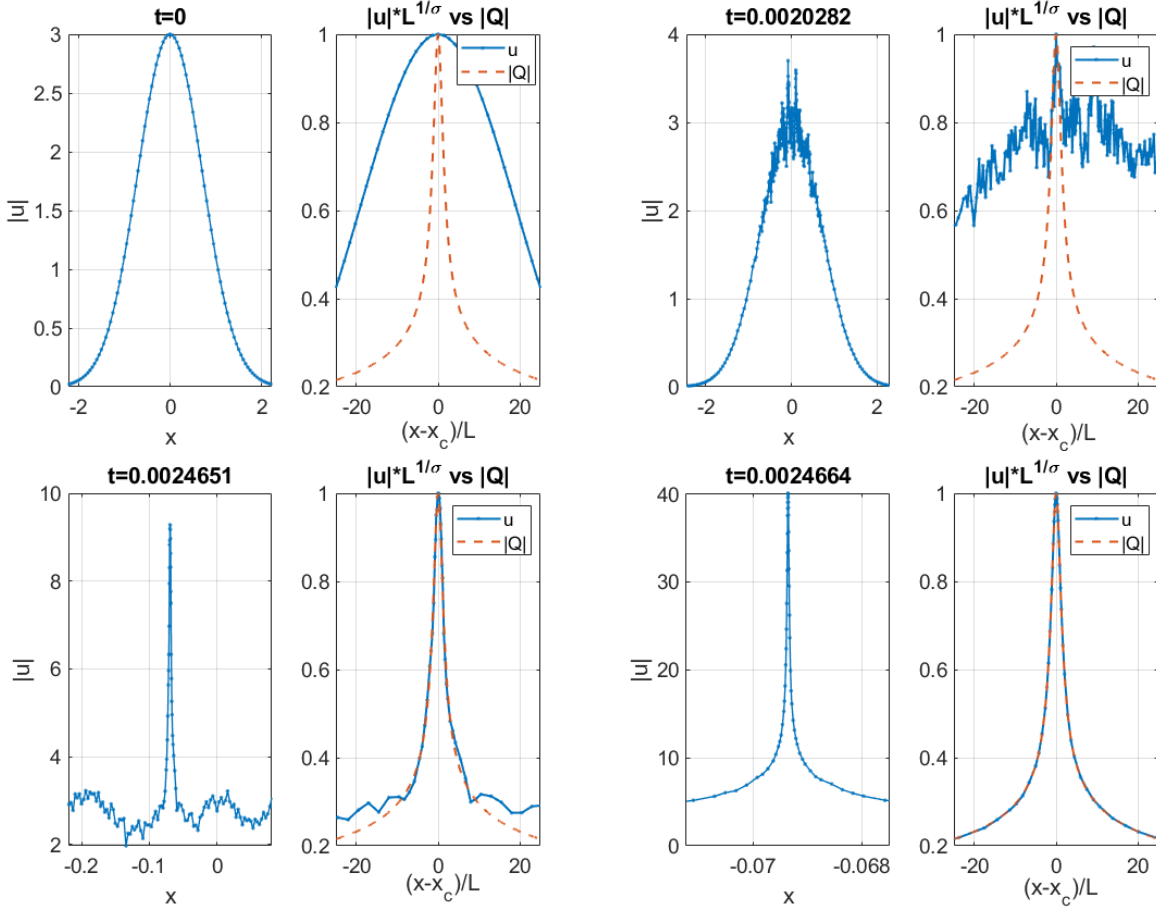 t=0
|u|*L^{1/σ} vs |Q|
t=0.0020282
|u|*L^{1/σ} vs |Q|
|u|
3
2.5
2
1.5
1
0.5
0
-2
0
2
x
1
0.8
0.6
0.4
0.2
u
|Q|
-20
0
20
(x-x_c)/L
|u|
4
3
2
1
0
-2
0
2
x
1
0.8
0.6
0.4
0.2
u
|Q|
-20
0
20
(x-x_c)/L
t=0.0024651
|u|*L^{1/σ} vs |Q|
t=0.0024664
|u|*L^{1/σ} vs |Q|
|u|
10
8
6
4
2
-0.2
-0.1
0
x
1
0.8
0.6
0.4
0.2
u
|Q|
-20
0
20
(x-x_c)/L
|u|
40
30
20
10
0
-0.07
-0.068
x
1
0.8
0.6
0.4
0.2
u
|Q|
-20
0
20
(x-x_c)/L